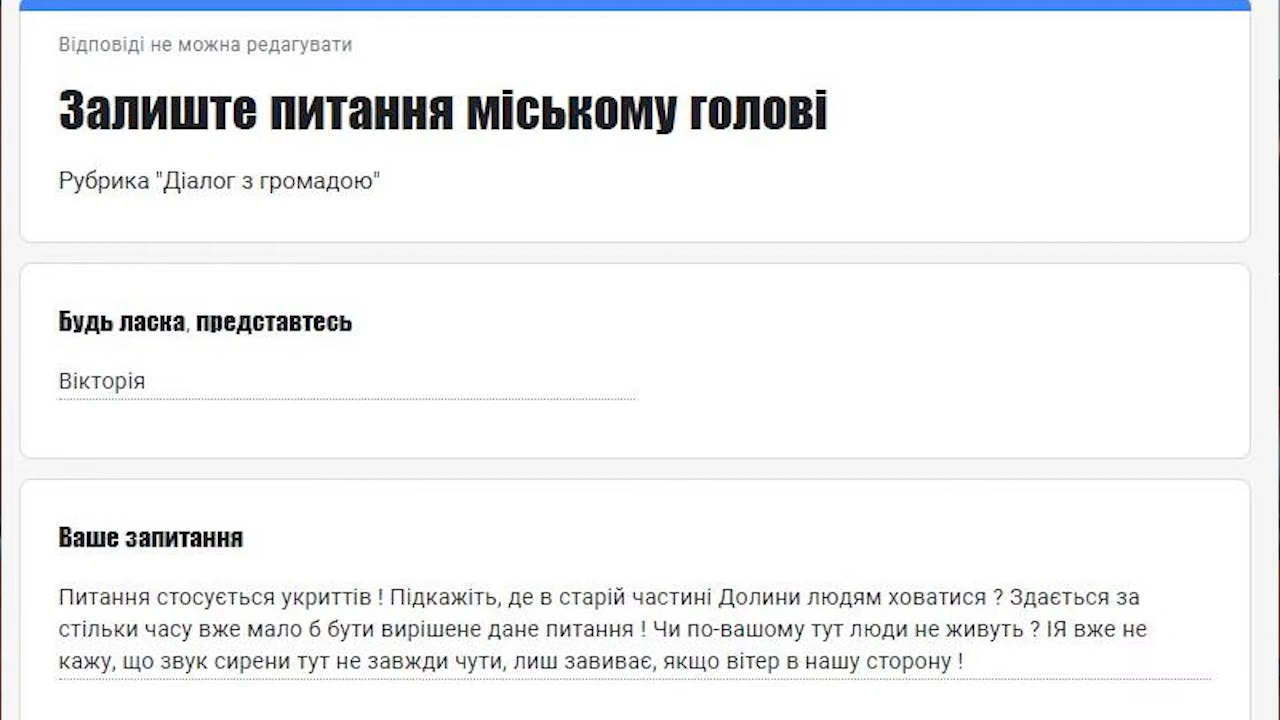 Відповіді не можна редагувати
Залиште питання міському голові
Рубрика "Діалог з громадою"
Будь ласка, представтесь
Вікторія
Ваше запитання
Питання стосується укриттів ! Підкажіть, де в старій частині Долини людям ховатися ? Здається за
стільки часу вже мало б бути вирішене дане питання ! Чи по-вашому тут люди не живуть ? ІЯ вже не
кажу, що звук сирени тут не завжди чути, лиш завиває, якщо вітер в нашу сторону !